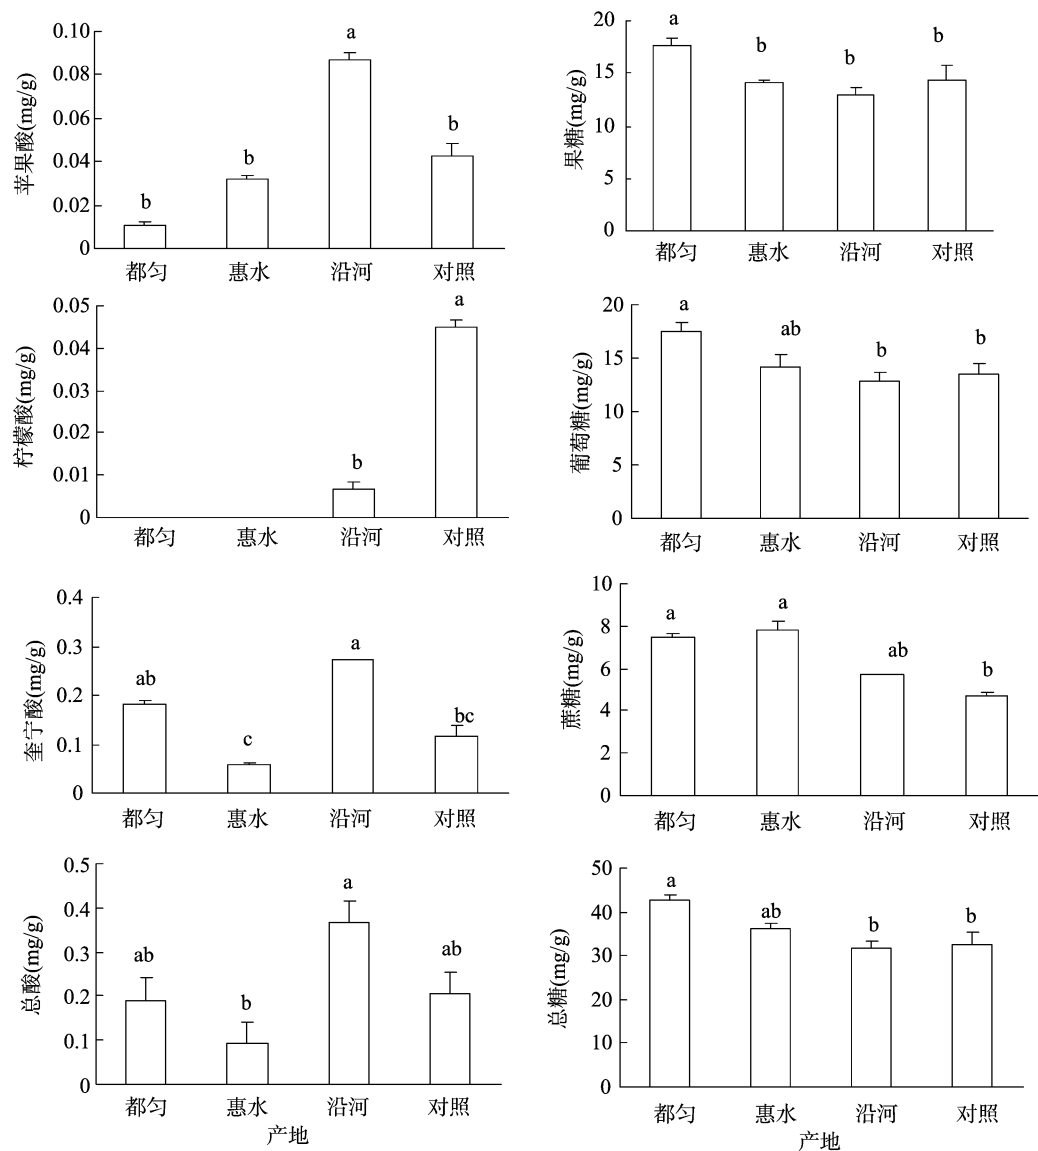 苹果酸(mg/g)
0.10
0.08
0.06
0.04
0.02
0
b
b
a
b
都匀 惠水 沿河 对照
果糖(mg/g)
20
15
10
5
0
a
b
b
b
都匀 惠水 沿河 对照
柠檬酸(mg/g)
0.05
0.04
0.03
0.02
0.01
0
b
a
都匀 惠水 沿河 对照
葡萄糖(mg/g)
20
15
10
5
0
a
ab
b
b
都匀 惠水 沿河 对照
奎宁酸(mg/g)
0.4
0.3
0.2
0.1
0
ab
c
a
bc
都匀 惠水 沿河 对照
蔗糖(mg/g)
10
8
6
4
2
0
a
a
ab
b
都匀 惠水 沿河 对照
总酸(mg/g)
0.5
0.4
0.3
0.2
0.1
0
ab
b
a
ab
都匀 惠水 沿河 对照
产地
总糖(mg/g)
50
40
30
20
10
0
a
ab
b
b
都匀 惠水 沿河 对照
产地